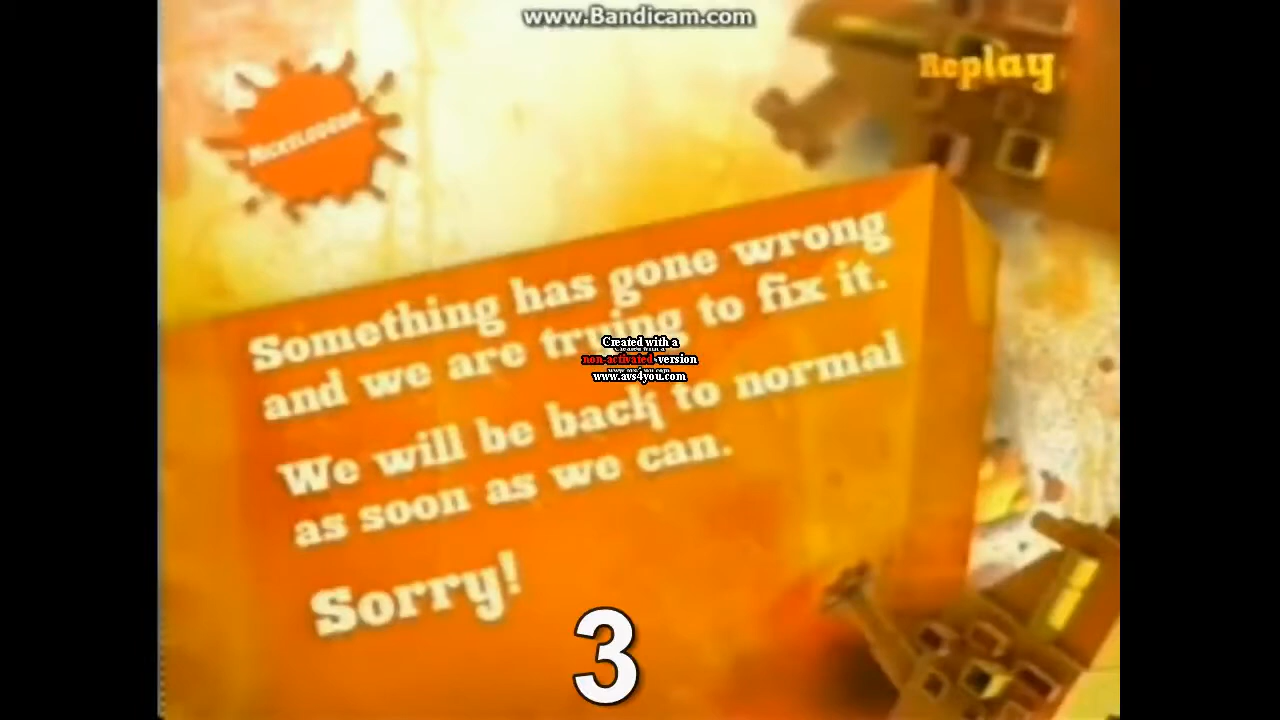 www.Bandicam.com
Replay
NICKELODEON
Something has gone wrong
and we are trying to fix it.
Created with a
non-activated version
www.avs4you.com
We will be back to normal
as soon as we can.
Sorry!
3